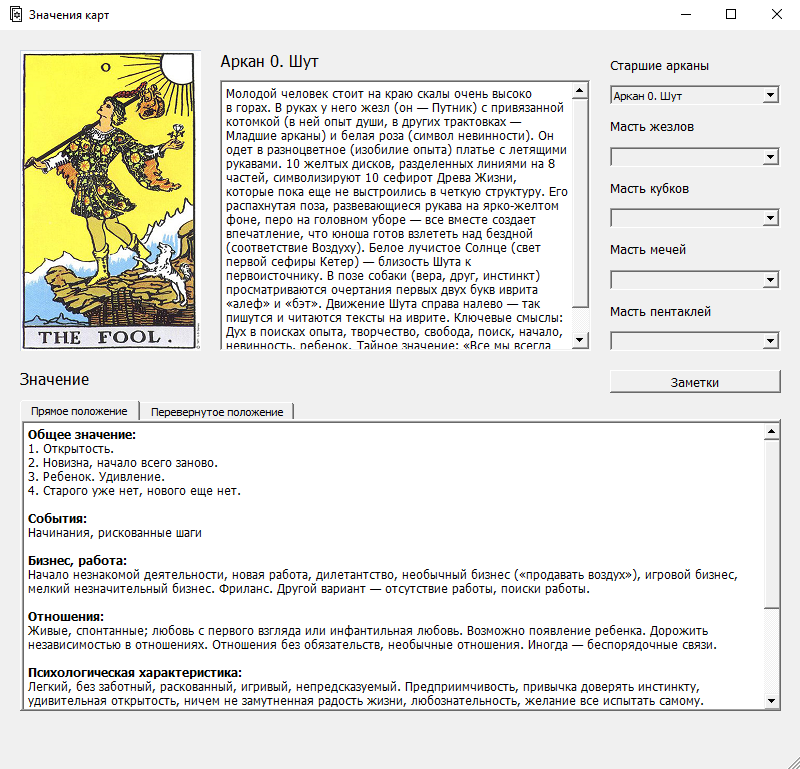 Значения карт
0
THE FOOL.
Аркан 0. Шут
Молодой человек стоит на краю скалы очень высоко
в горах. В руках у него жезл (он — Путник) с привязанной
котомкой (в ней опыт души, в других трактовках —
Младшие арканы) и белая роза (символ невинности). Он
одет в разноцветное (изобилие опыта) платье с летящими
рукавами. 10 желтых дисков, разделенных линиями на 8
частей, символизируют 10 сефирот Древа Жизни,
которые пока еще не выстроились в четкую структуру. Его
распахнутая поза, развевающиеся рукава на ярко-желтом
фоне, перо на головном уборе — все вместе создает
впечатление, что юноша готов взлететь над бездной
(соответствие Воздуху). Белое лучистое Солнце (свет
первой сефиры Кетер) — близость Шута к
первоисточнику. В позе собаки (вера, друг, инстинкт)
просматриваются очертания первых двух букв иврита
«алеф» и «бэт». Движение Шута справа налево — так
пишутся и читаются тексты на иврите. Ключевые смыслы:
Дух в поисках опыта, творчество, свобода, поиск, начало,
невинность, ребенок. Тайное значение: «Все мы всегда
Старшие арканы
Аркан 0. Шут
Масть жезлов
Масть кубков
Масть мечей
Масть пентаклей
Заметки
Значение
Прямое положение
Перевернутое положение
Общее значение:
1. Открытость.
2. Новизна, начало всего заново.
3. Ребенок. Удивление.
4. Старого уже нет, нового еще нет.
События:
Начинания, рискованные шаги
Бизнес, работа:
Начало незнакомой деятельности, новая работа, дилетантство, необычный бизнес («продавать воздух»), игровой бизнес,
мелкий незначительный бизнес. Фриланс. Другой вариант — отсутствие работы, поиски работы.
Отношения:
Живые, спонтанные; любовь с первого взгляда или инфантильная любовь. Возможно появление ребенка. Дорожить
независимостью в отношениях. Отношения без обязательств, необычные отношения. Иногда — беспорядочные связи.
Психологическая характеристика:
Легкий, без заботный, раскованный, игривый, непредсказуемый. Предприимчивость, привычка доверять инстинкту,
удивительная открытость, ничем не замутненная радость жизни, любознательность, желание все испытать самому.